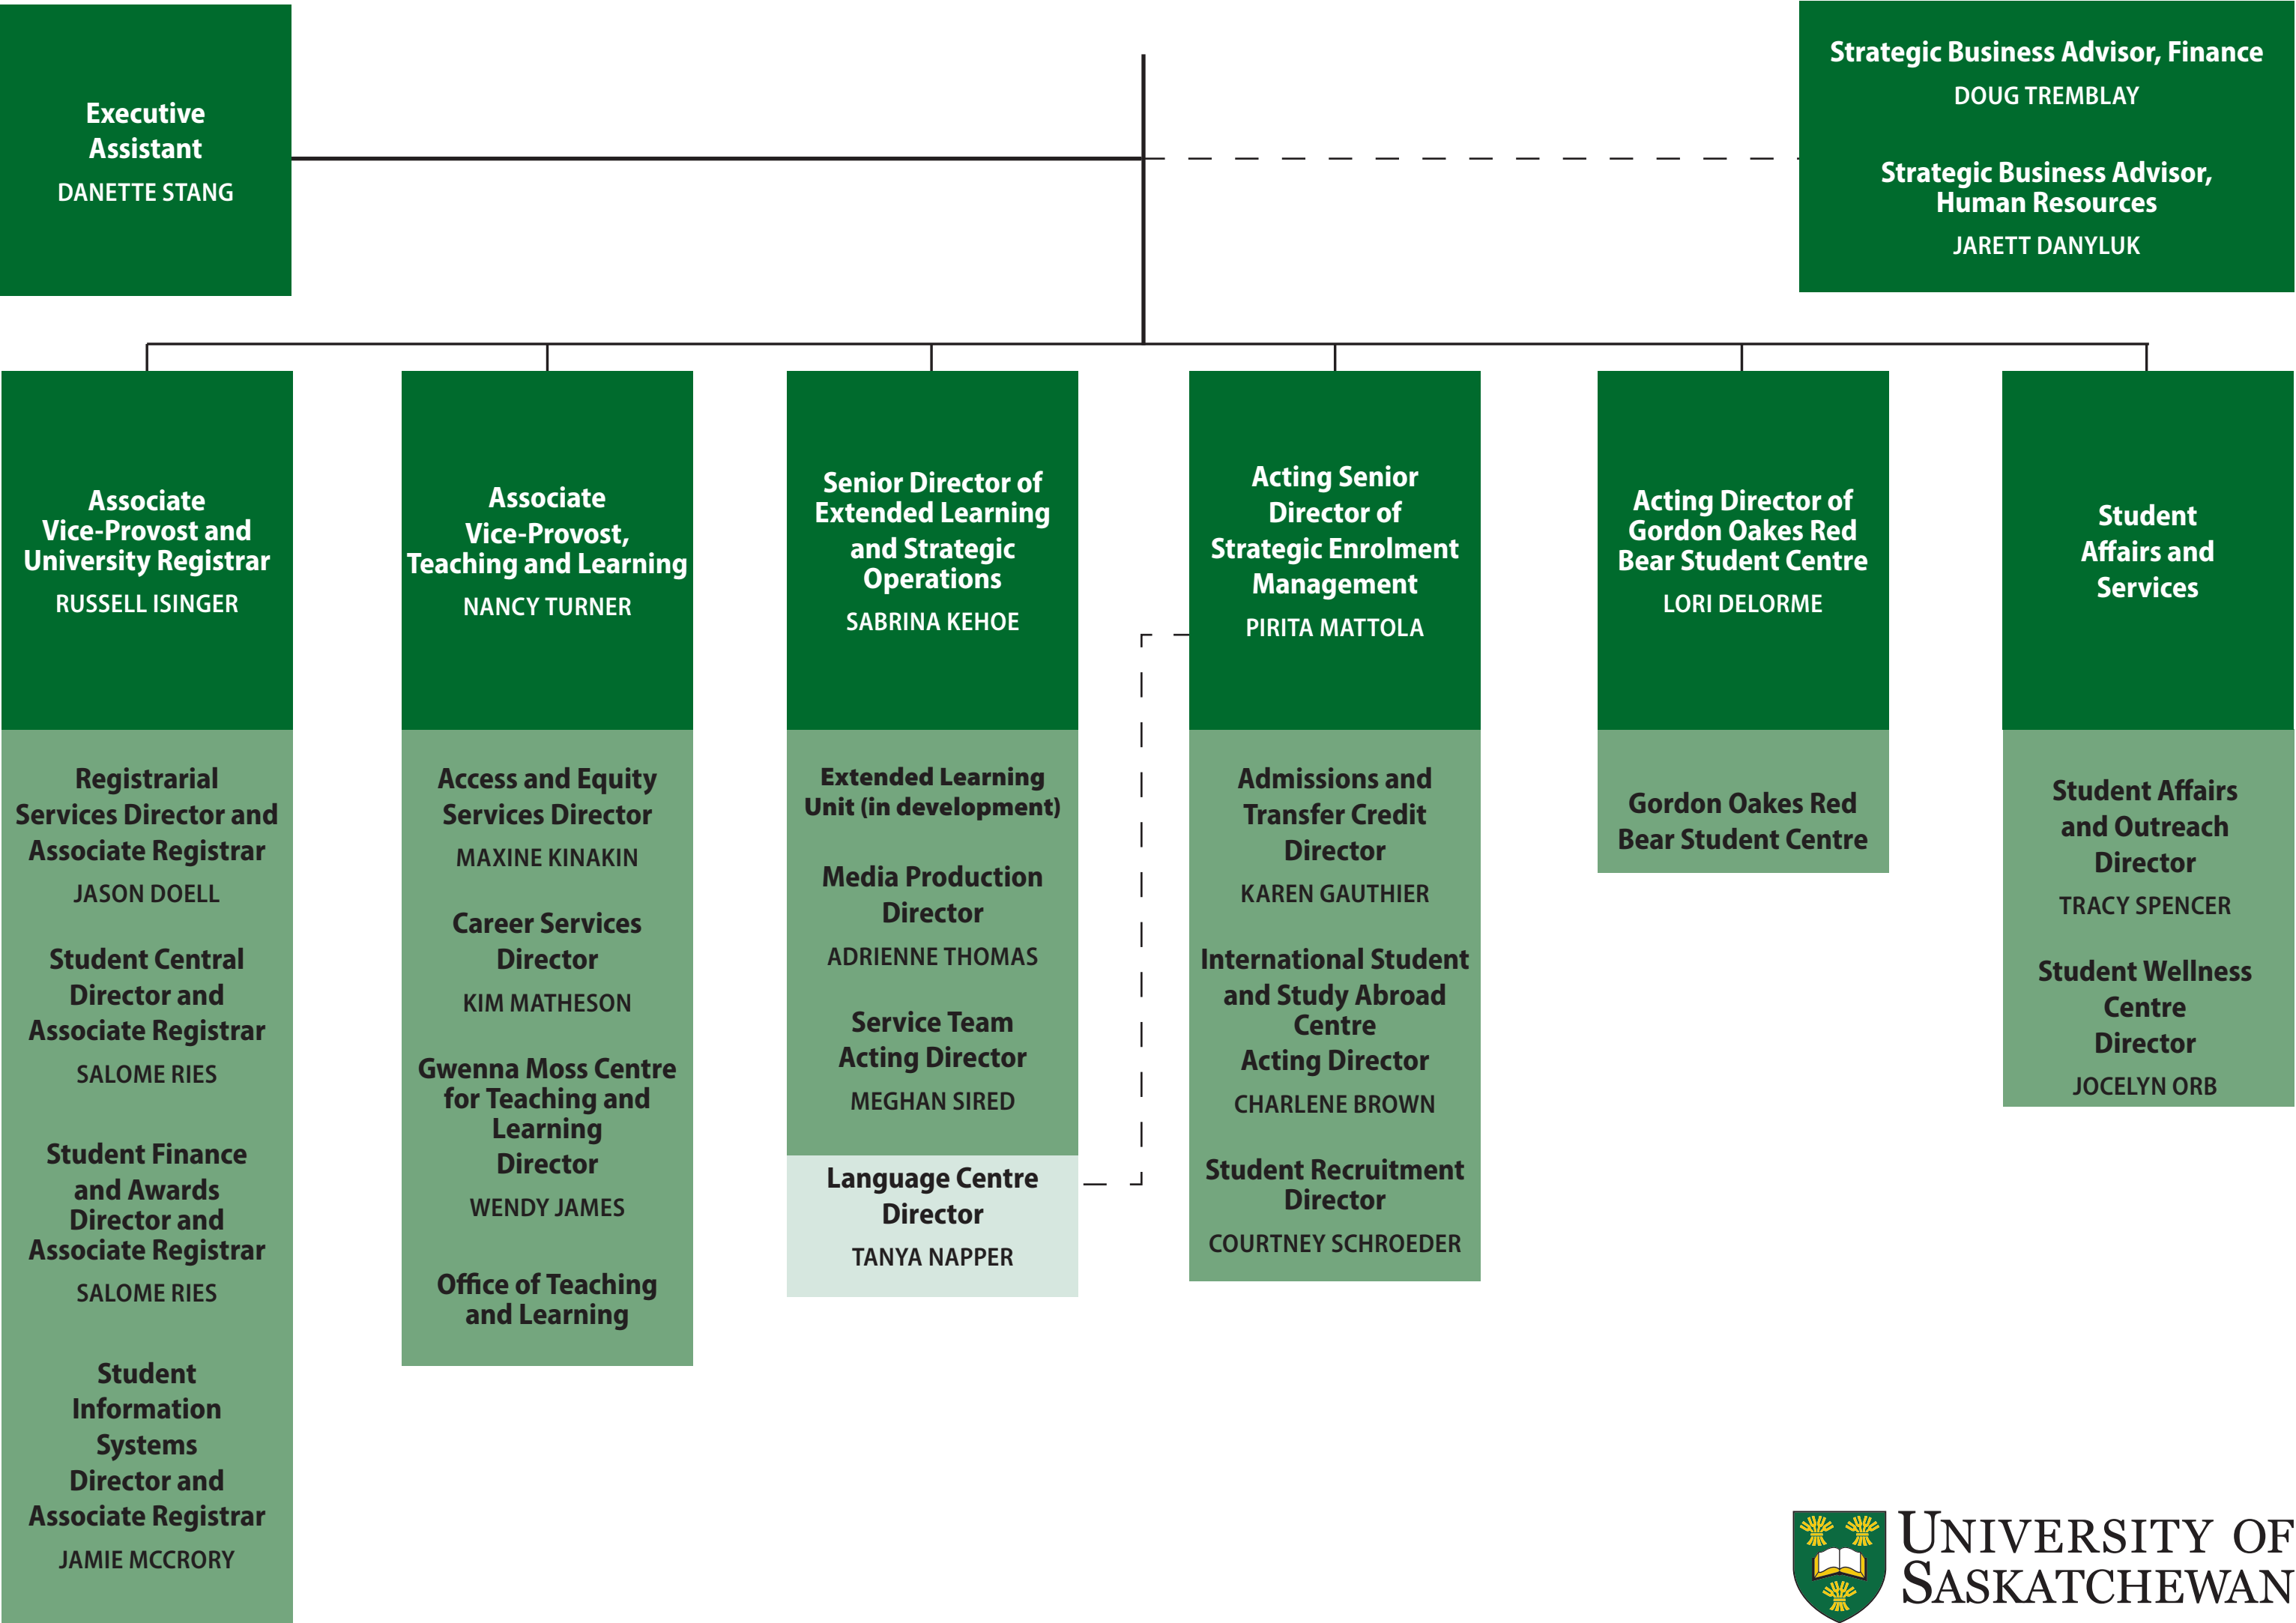 Executive
Assistant
DANETTE STANG
Strategic Business Advisor, Finance
DOUG TREMBLAY
Strategic Business Advisor,
Human Resources
JARETT DANYLUK
Associate
Vice-Provost and
University Registrar
RUSSELL ISINGER
Registrarial
Services Director and
Associate Registrar
JASON DOELL
Student Central
Director and
Associate Registrar
SALOME RIES
Student Finance
and Awards
Director and
Associate Registrar
SALOME RIES
Student
Information
Systems
Director and
Associate Registrar
JAMIE MCCRORY
Associate
Vice-Provost,
Teaching and Learning
NANCY TURNER
Access and Equity
Services Director
MAXINE KINAKIN
Career Services
Director
KIM MATHESON
Gwenna Moss Centre
for Teaching and
Learning
Director
WENDY JAMES
Office of Teaching
and Learning
Senior Director of
Extended Learning
and Strategic
Operations
SABRINA KEHOE
Extended Learning
Unit (in development)
Media Production
Director
ADRIENNE THOMAS
Service Team
Acting Director
MEGHAN SIRED
Language Centre
Director
TANYA NAPPER
Acting Senior
Director of
Strategic Enrolment
Management
PIRITA MATTOLA
Admissions and
Transfer Credit
Director
KAREN GAUTHIER
International Student
and Study Abroad
Centre
Acting Director
CHARLENE BROWN
Student Recruitment
Director
COURTNEY SCHROEDER
Acting Director of
Gordon Oakes Red
Bear Student Centre
LORI DELORME
Gordon Oakes Red
Bear Student Centre
Student
Affairs and
Services
Student Affairs
and Outreach
Director
TRACY SPENCER
Student Wellness
Centre
Director
JOCELYN ORB
UNIVERSITY OF
SASKATCHEWAN